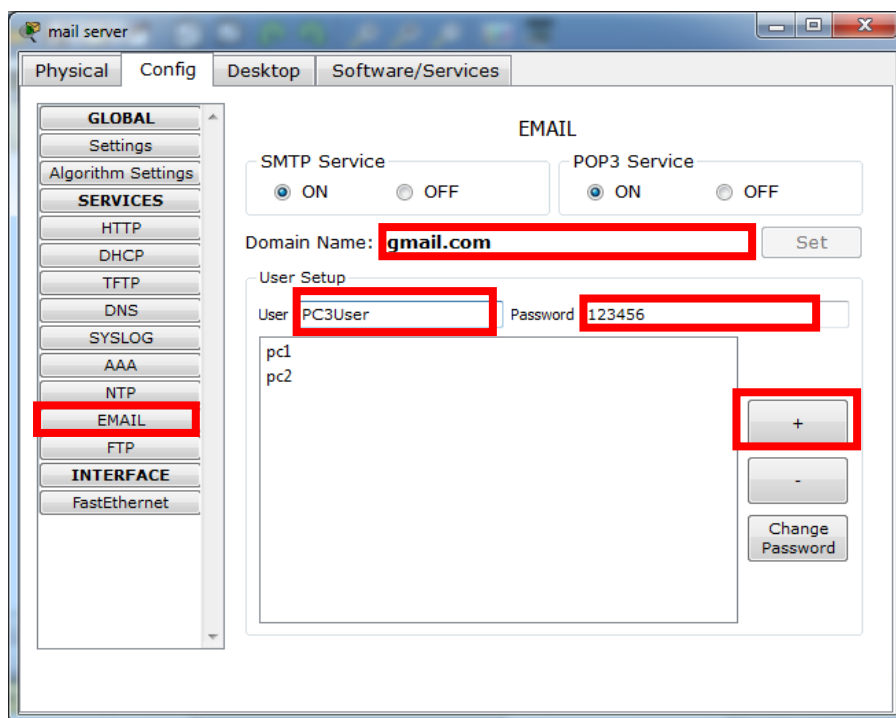 mail server
Physical Config Desktop Software/Services
GLOBAL
Settings
Algorithm Settings
SERVICES
HTTP
DHCP
TFTP
DNS
SYSLOG
AAA
NTP
EMAIL
FTP
INTERFACE
FastEthernet
EMAIL
SMTP Service
ON OFF
POP3 Service
ON OFF
Domain Name: gmail.com Set
User Setup
User PC3User Password 123456
pc1
pc2
+
-
Change
Password